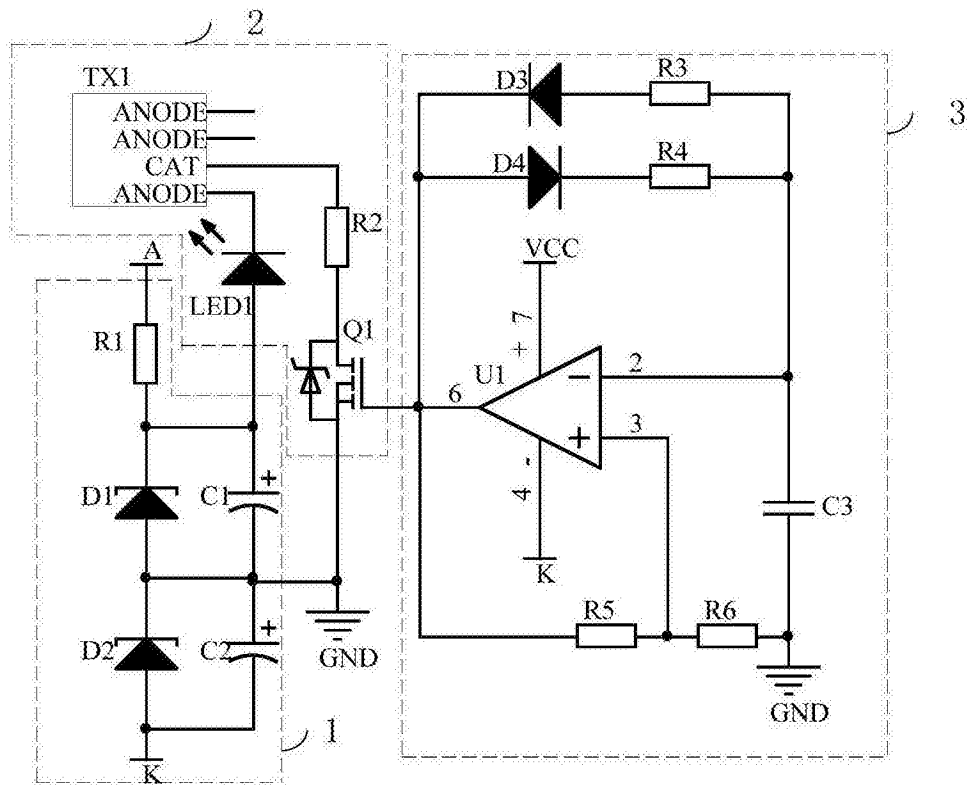 2
TX1
ANODE
ANODE
CAT
ANODE
R2
A
LED1
R1
Q1
D1
C1
+
D2
C2
+
GND
K
1
D3
R3
D4
R4
3
VCC
7
+
U1
6
−
2
+
3
-
4
K
C3
R5
R6
GND